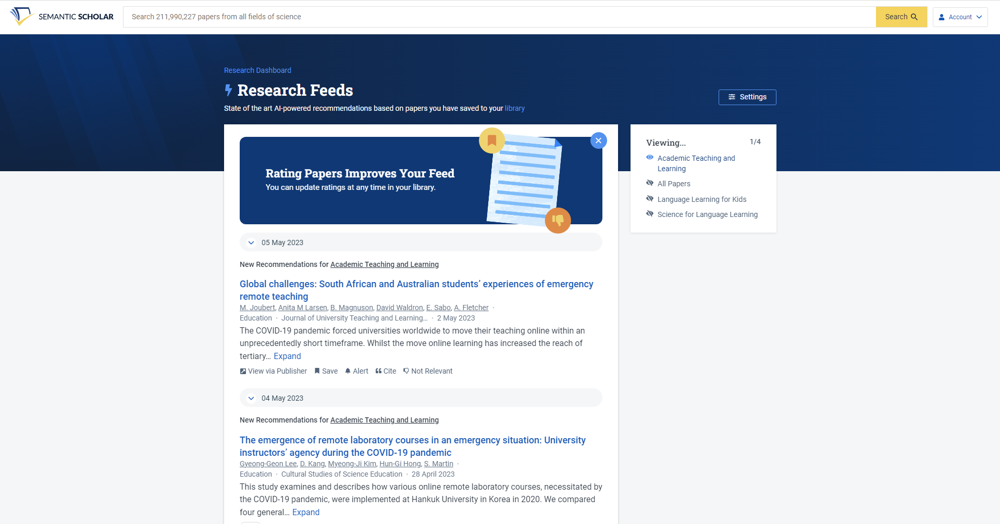 SEMANTIC SCHOLAR
Search 211,990,227 papers from all fields of science
Search
Account
Research Dashboard
Research Feeds
State of the art AI-powered recommendations based on papers you have saved to your library
Settings
Rating Papers Improves Your Feed
You can update ratings at any time in your library.
Viewing...
1/4
Academic Teaching and
Learning
All Papers
Language Learning for Kids
Science for Language Learning
05 May 2023
New Recommendations for Academic Teaching and Learning
Global challenges: South African and Australian students’ experiences of emergency
remote teaching
M. Joubert, Anita M Larsen, B. Magnuson, David Waldron, E. Sabo, A. Fletcher ·
Education · Journal of University Teaching and Learning… · 2 May 2023
The COVID-19 pandemic forced universities worldwide to move their teaching online within an
unprecedentedly short timeframe. Whilst the move online learning has increased the reach of
tertiary… Expand
View via Publisher Save Alert Cite Not Relevant
04 May 2023
New Recommendations for Academic Teaching and Learning
The emergence of remote laboratory courses in an emergency situation: University
instructors’ agency during the COVID-19 pandemic
Gyeong-Geon Lee, D. Kang, Myeong-Ji Kim, Hun-Gi Hong, S. Martin ·
Education · Cultural Studies of Science Education · 28 April 2023
This study examines and describes how various online remote laboratory courses, necessitated by
the COVID-19 pandemic, were implemented at Hankuk University in Korea in 2020. We compared
four general… Expand